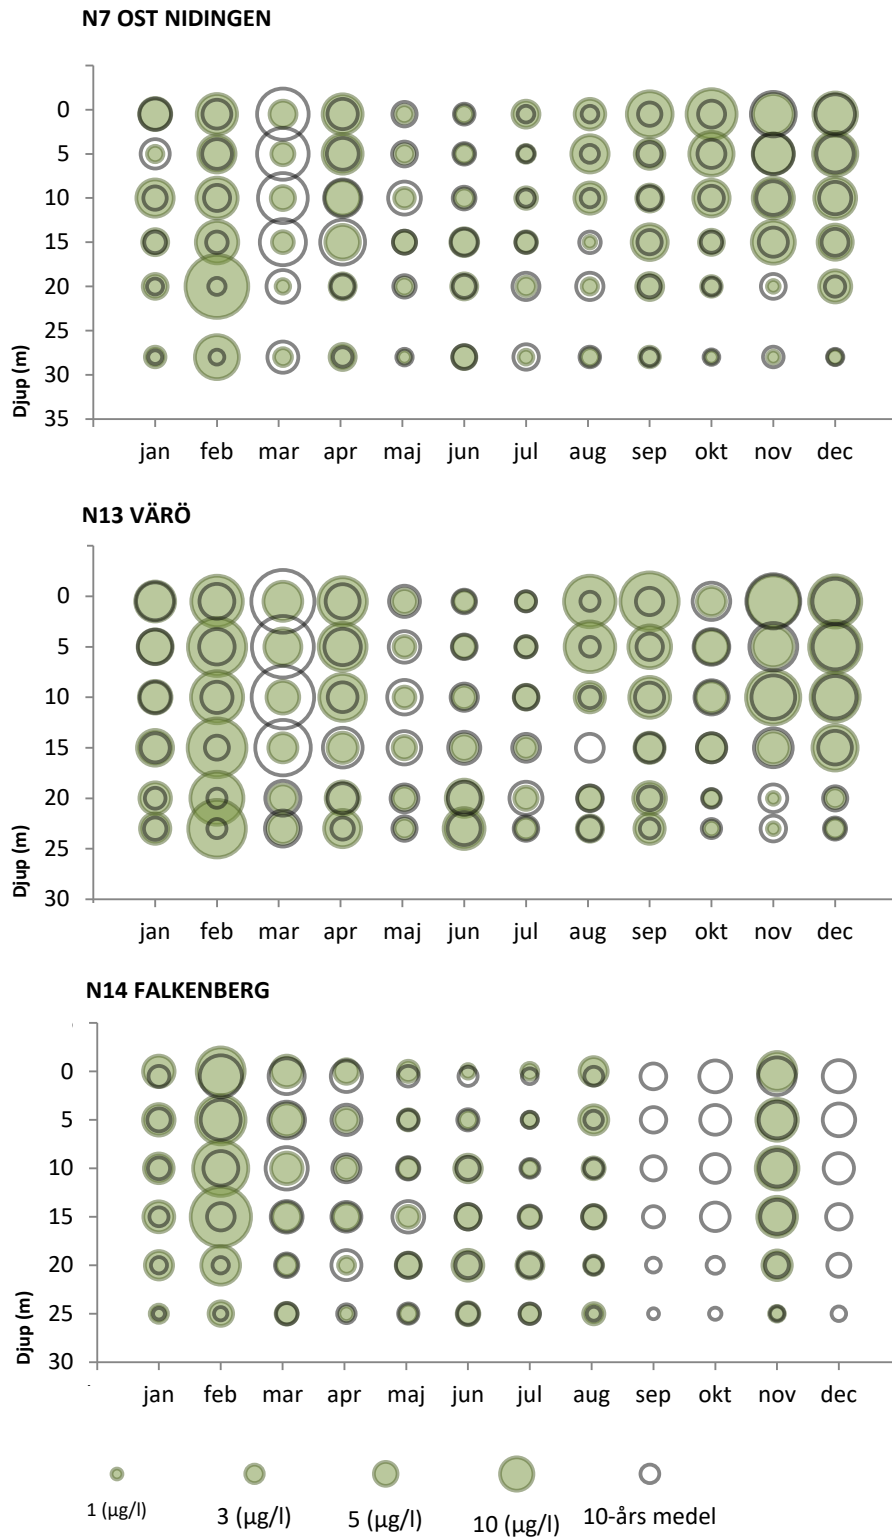 N7 OST NIDINGEN
0
5
10
15
20
25
30
35
Djup (m)
jan feb mar apr maj jun jul aug sep okt nov dec
N13 VÄRÖ
0
5
10
15
20
25
30
Djup (m)
jan feb mar apr maj jun jul aug sep okt nov dec
N14 FALKENBERG
0
5
10
15
20
25
30
Djup (m)
jan feb mar apr maj jun jul aug sep okt nov dec
1 (µg/l) 3 (µg/l) 5 (µg/l) 10 (µg/l) 10-års medel